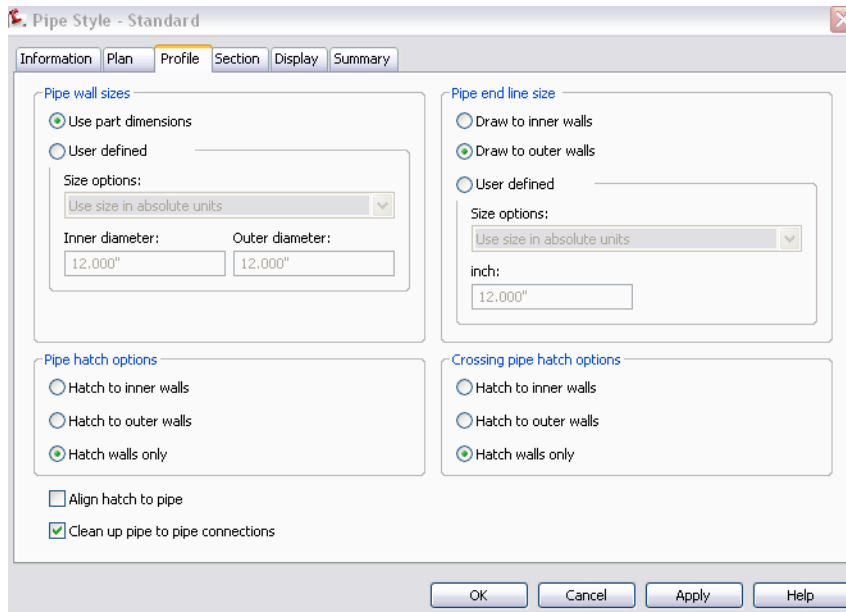 Pipe Style - Standard
Information Plan Profile Section Display Summary
Pipe wall sizes
Use part dimensions
User defined
Size options:
Use size in absolute units
Inner diameter: Outer diameter:
12.000" 12.000"
Pipe end line size
Draw to inner walls
Draw to outer walls
User defined
Size options:
Use size in absolute units
inch:
12.000"
Pipe hatch options
Hatch to inner walls
Hatch to outer walls
Hatch walls only
Crossing pipe hatch options
Hatch to inner walls
Hatch to outer walls
Hatch walls only
Align hatch to pipe
Clean up pipe to pipe connections
OK Cancel Apply Help